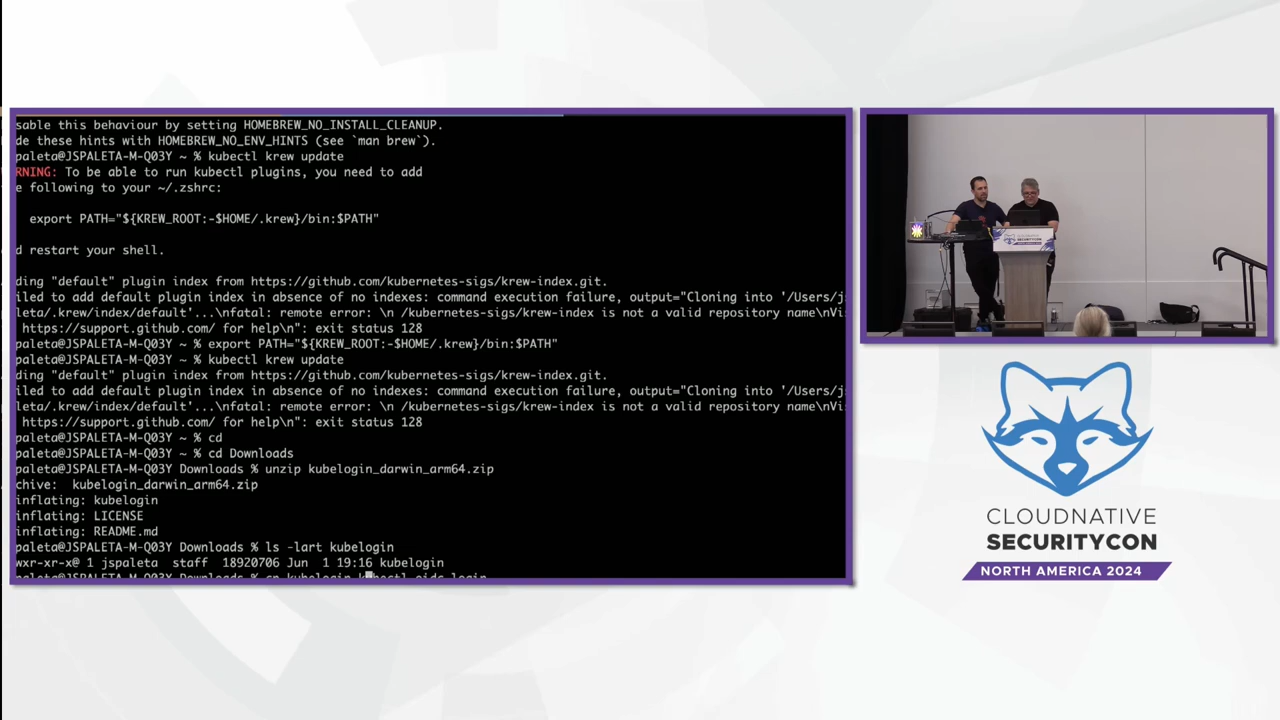 sable this behaviour by setting HOMEBREW_NO_INSTALL_CLEANUP.
de these hints with HOMEBREW_NO_ENV_HINTS (see `man brew`).
paleta@JSPALETA-M-Q03Y ~ % kubectl krew update
RNING: To be able to run kubectl plugins, you need to add
e following to your ~/.zshrc:
export PATH="${KREW_ROOT:-$HOME/.krew}/bin:$PATH"
d restart your shell.
ding "default" plugin index from https://github.com/kubernetes-sigs/krew-index.git.
iled to add default plugin index in absence of no indexes: command execution failure, output="Cloning into '/Users/j
leta/.krew/index/default'...\nfatal: remote error: \n /kubernetes-sigs/krew-index is not a valid repository name\nVi
https://support.github.com/ for help\n": exit status 128
paleta@JSPALETA-M-Q03Y ~ % export PATH="${KREW_ROOT:-$HOME/.krew}/bin:$PATH"
paleta@JSPALETA-M-Q03Y ~ % kubectl krew update
ding "default" plugin index from https://github.com/kubernetes-sigs/krew-index.git.
iled to add default plugin index in absence of no indexes: command execution failure, output="Cloning into '/Users/j
leta/.krew/index/default'...\nfatal: remote error: \n /kubernetes-sigs/krew-index is not a valid repository name\nVi
https://support.github.com/ for help\n": exit status 128
paleta@JSPALETA-M-Q03Y ~ % cd
paleta@JSPALETA-M-Q03Y ~ % cd Downloads
paleta@JSPALETA-M-Q03Y Downloads % unzip kubelogin_darwin_arm64.zip
chive:  kubelogin_darwin_arm64.zip
inflating: kubelogin
inflating: LICENSE
inflating: README.md
paleta@JSPALETA-M-Q03Y Downloads % ls -lart kubelogin
wxr-xr-x@ 1 jspaleta  staff  18920706 Jun  1 19:16 kubelogin
paleta@JSPALETA-M-Q03Y Downloads % cp kubelogin
CLOUDNATIVE
SECURITYCON
CLOUDNATIVE
SECURITYCON
NORTH AMERICA 2024